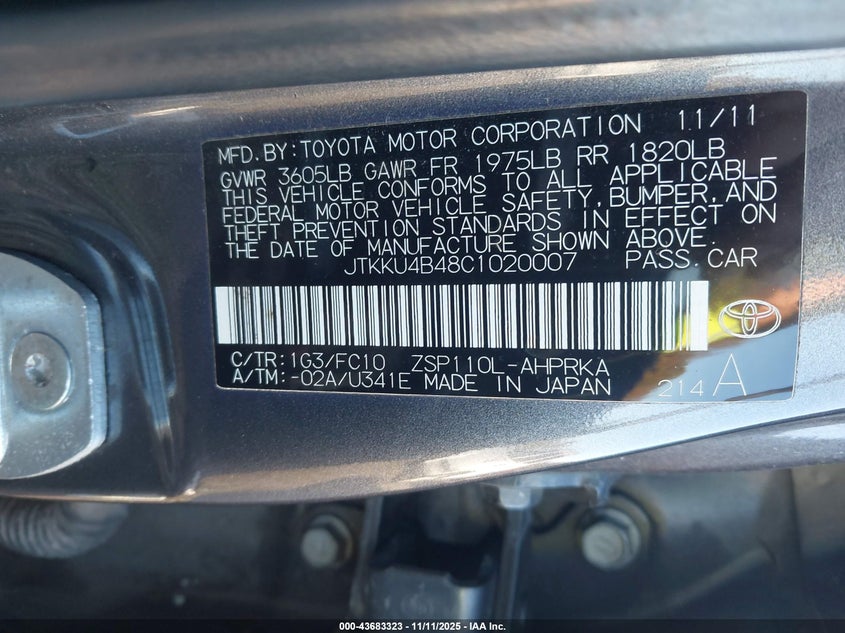 MFD. BY: TOYOTA MOTOR CORPORATION 11/11
GVWR 3605LB GAWR FR 1975LB RR 1820LB
THIS VEHICLE CONFORMS TO ALL APPLICABLE
FEDERAL MOTOR VEHICLE SAFETY, BUMPER, AND
THEFT PREVENTION STANDARDS IN EFFECT ON
THE DATE OF MANUFACTURE SHOWN ABOVE.
JTKKU4B48C1020007 PASS. CAR
C/TR: 1G3/FC10 ZSP110L-AHPRKA
A/TM: -02A/U341E MADE IN JAPAN 214 A
000-43683323 - 11/11/2025 - IAA Inc.